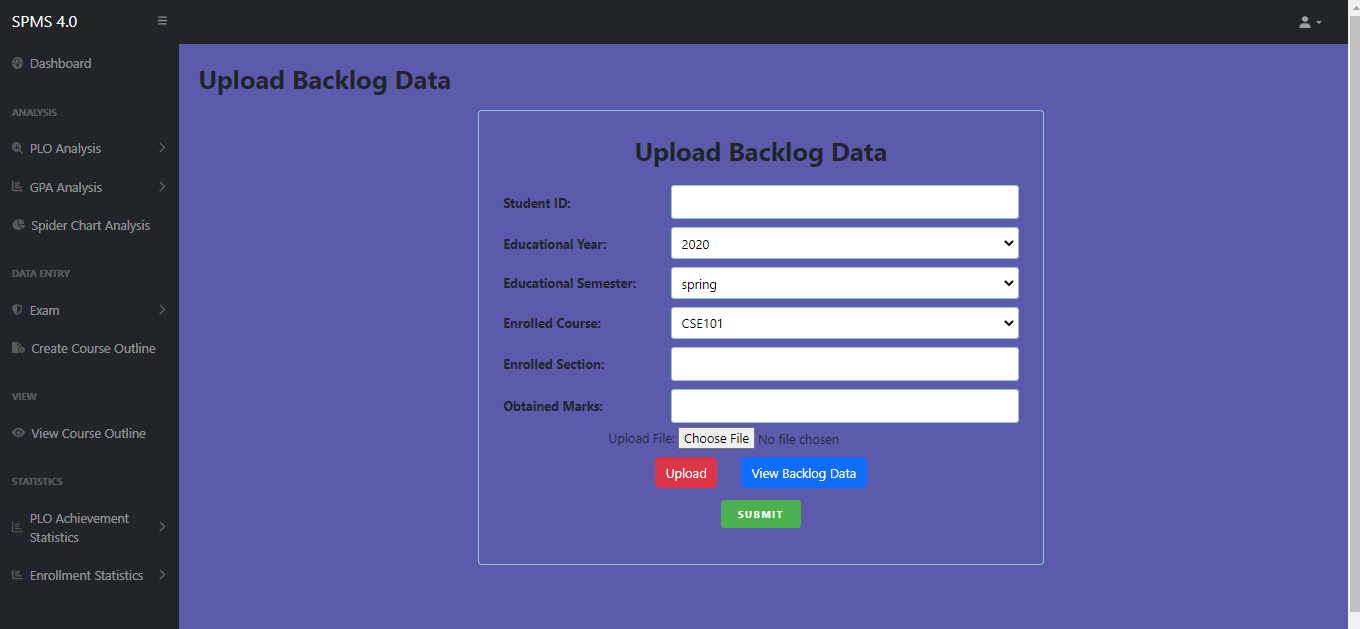 SPMS 4.0
Dashboard
ANALYSIS
PLO Analysis
GPA Analysis
Spider Chart Analysis
DATA ENTRY
Exam
Create Course Outline
VIEW
View Course Outline
STATISTICS
PLO Achievement
Statistics
Enrollment Statistics
Upload Backlog Data
Upload Backlog Data
Student ID:
Educational Year: 2020
Educational Semester: spring
Enrolled Course: CSE101
Enrolled Section:
Obtained Marks:
Upload File: Choose File No file chosen
Upload View Backlog Data
SUBMIT